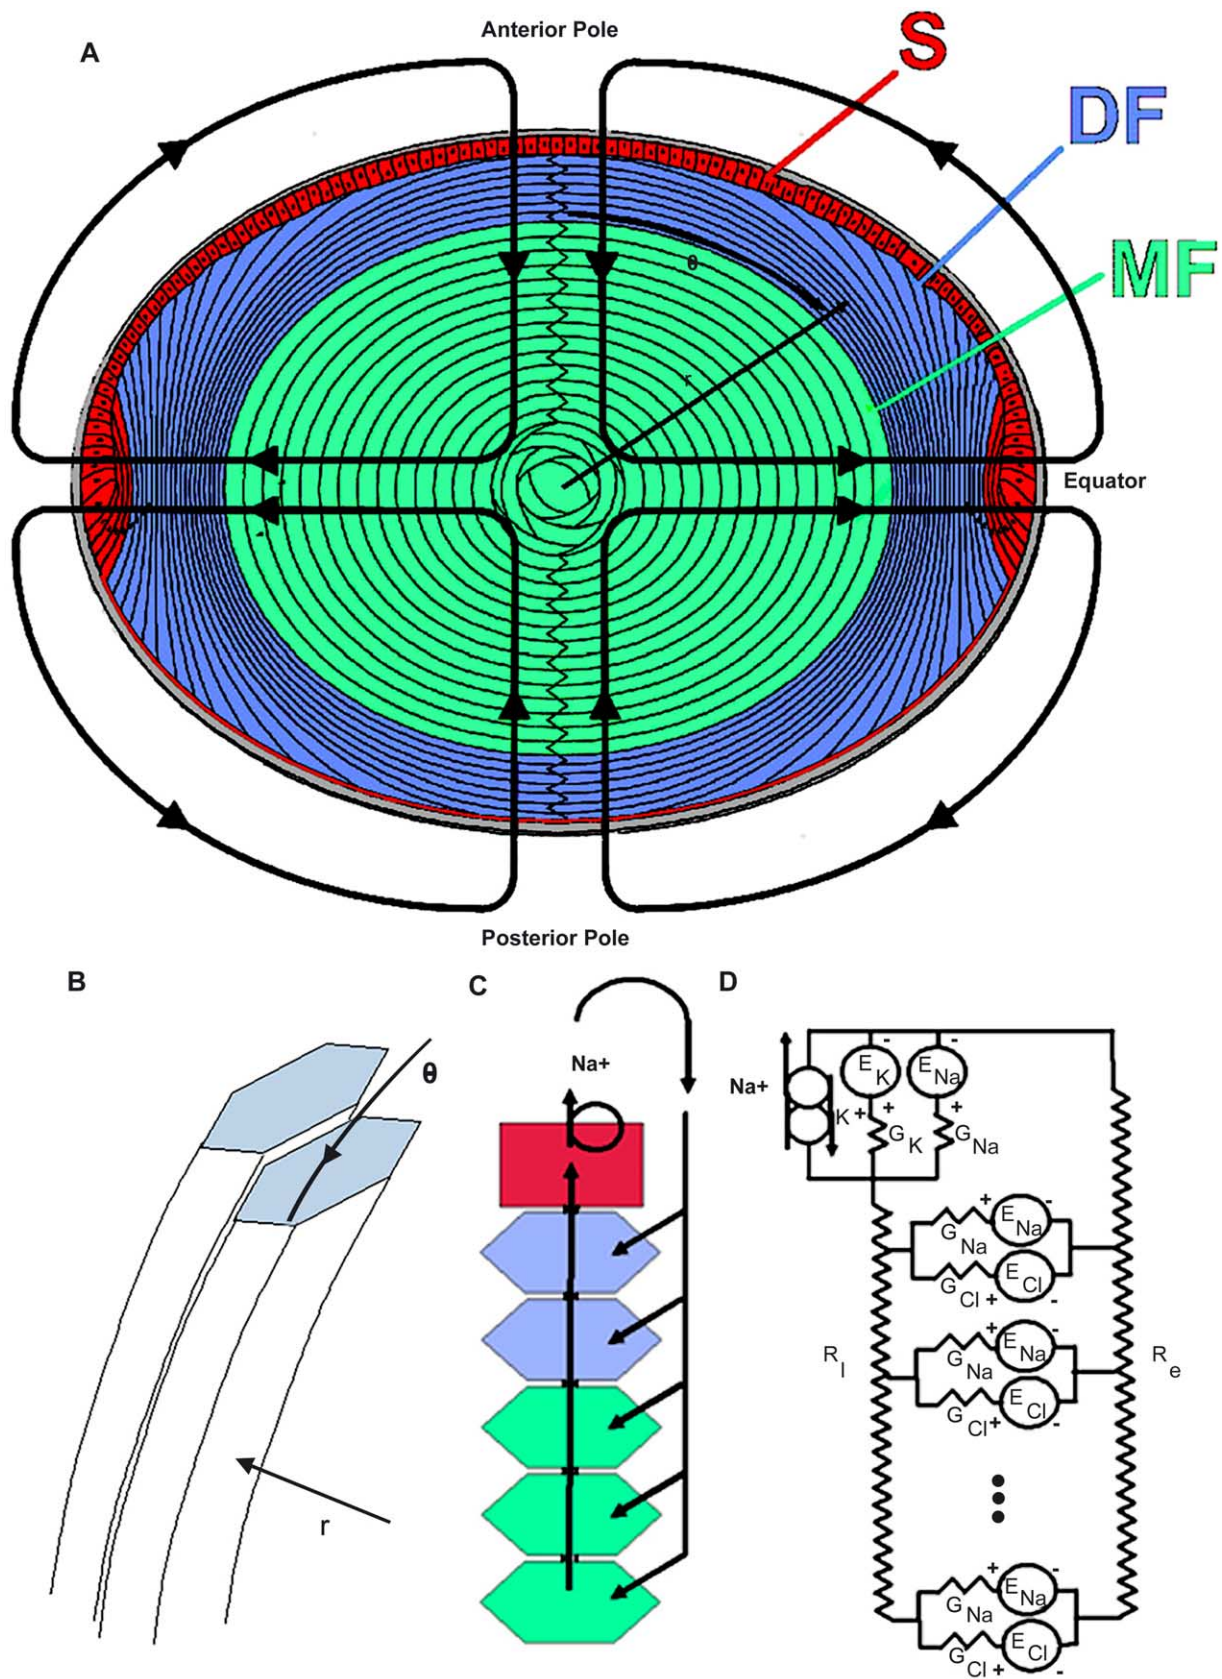 A
Anterior Pole
S
DF
MF
θ
r
Equator
Posterior Pole
B
θ
r
C
Na+
D
Na+
K
E K
-
E Na
-
+
G K
+
G Na
R I
R e
G Na
+
E Na
-
G Cl
+
E Cl
-
G Na
+
E Na
-
G Cl
+
E Cl
-
G Na
+
E Na
-
G Cl
+
E Cl
-